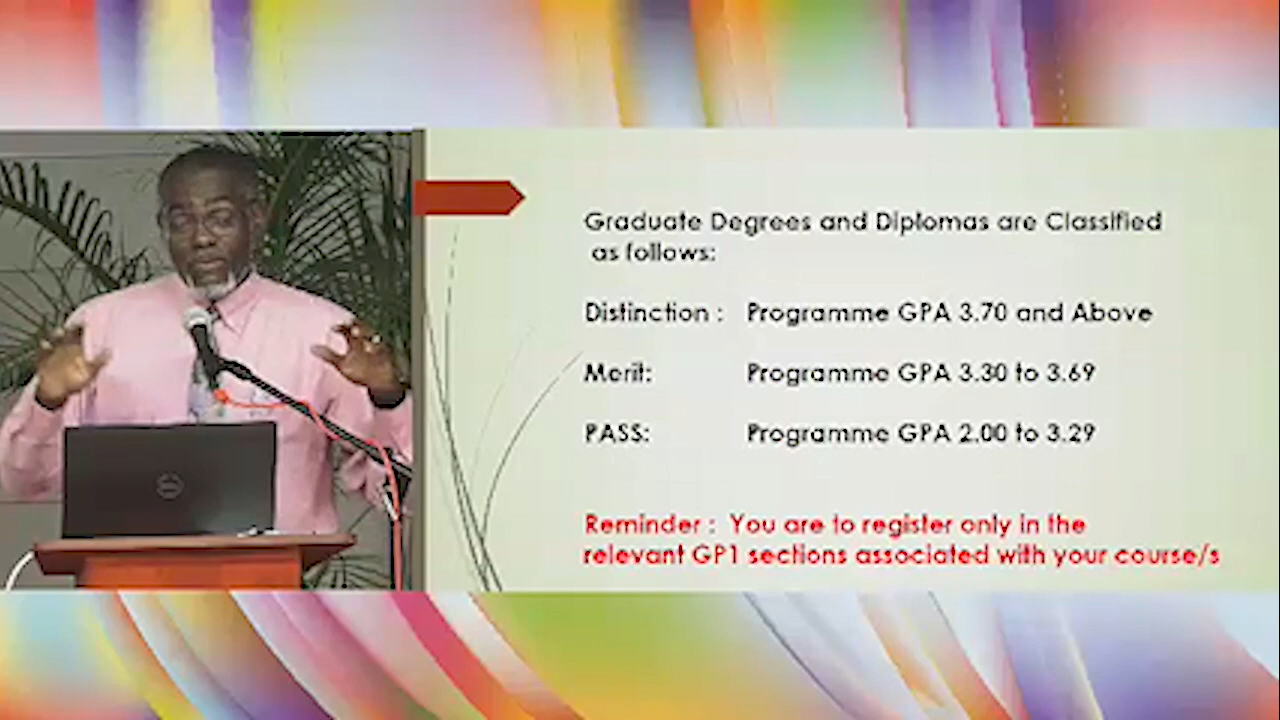 Graduate Degrees and Diplomas are Classified
as follows:
Distinction : Programme GPA 3.70 and Above
Merit: Programme GPA 3.30 to 3.69
PASS: Programme GPA 2.00 to 3.29
Reminder : You are to register only in the
relevant GP1 sections associated with your course/s